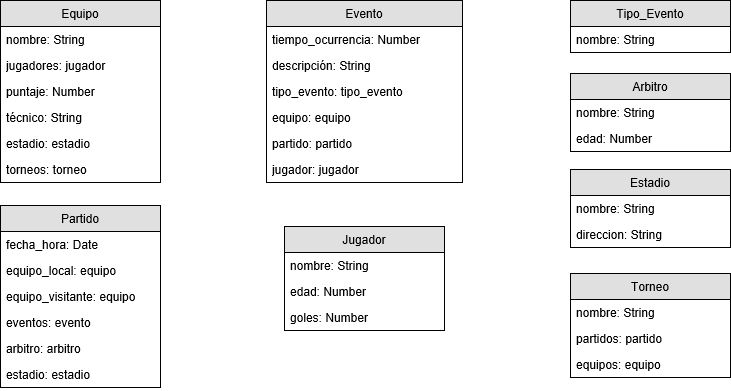 Equipo
nombre: String
jugadores: jugador
puntaje: Number
técnico: String
estadio: estadio
torneos: torneo
Partido
fecha_hora: Date
equipo_local: equipo
equipo_visitante: equipo
eventos: evento
arbitro: arbitro
estadio: estadio
Evento
tiempo_ocurrencia: Number
descripción: String
tipo_evento: tipo_evento
equipo: equipo
partido: partido
jugador: jugador
Jugador
nombre: String
edad: Number
goles: Number
Tipo_Evento
nombre: String
Arbitro
nombre: String
edad: Number
Estadio
nombre: String
direccion: String
Torneo
nombre: String
partidos: partido
equipos: equipo